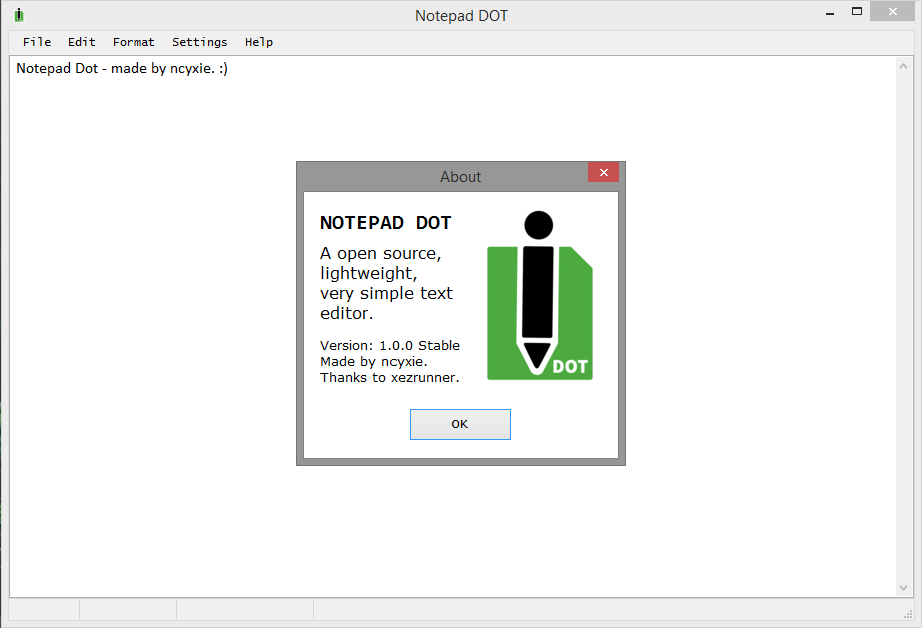 Notepad DOT
File Edit Format Settings Help
Notepad Dot - made by ncyxie. :)
About
NOTEPAD DOT
A open source,
lightweight,
very simple text
editor.
Version: 1.0.0 Stable
Made by ncyxie.
Thanks to xezrunner.
DOT
OK